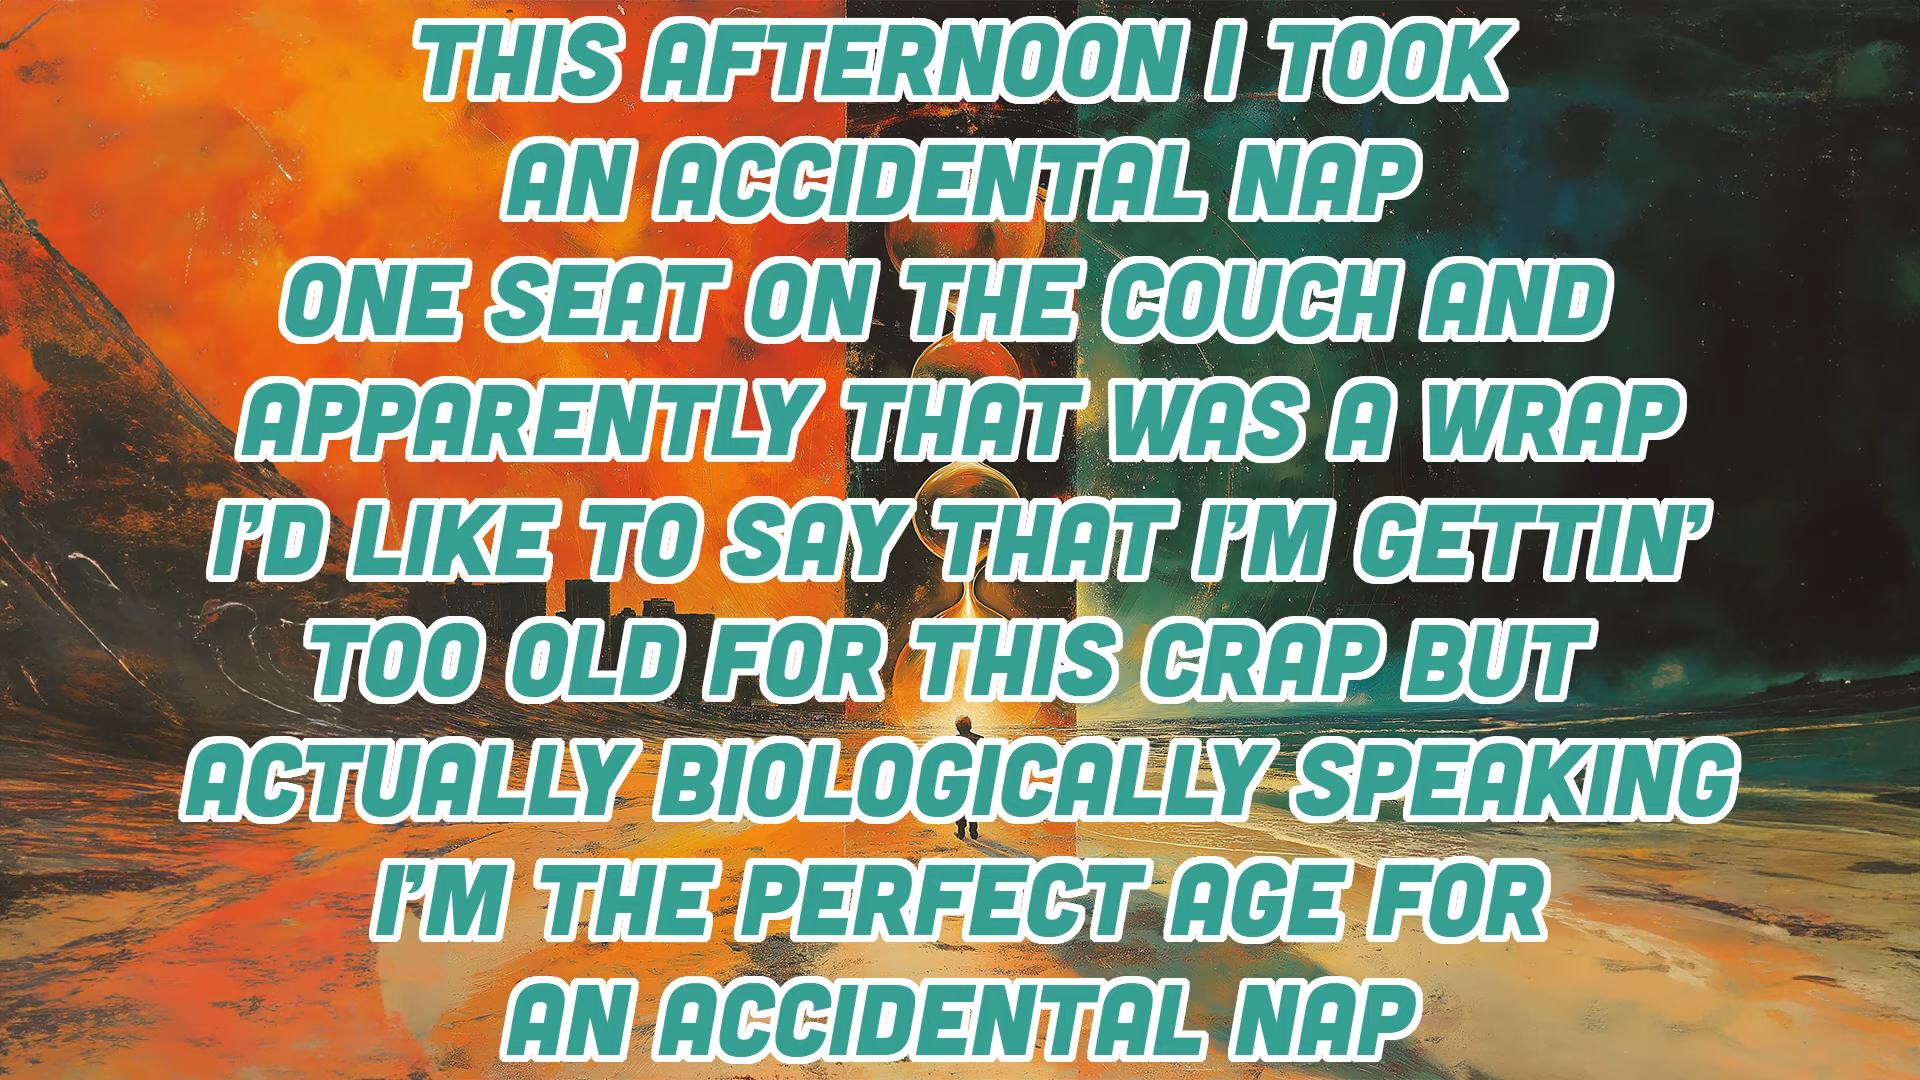 THIS AFTERNOON I TOOK
AN ACCIDENTAL NAP
ONE SEAT ON THE COUCH AND
APPARENTLY THAT WAS A WRAP
I'D LIKE TO SAY THAT I'M GETTIN'
TOO OLD FOR THIS CRAP BUT
ACTUALLY BIOLOGICALLY SPEAKING
I'M THE PERFECT AGE FOR
AN ACCIDENTAL NAP